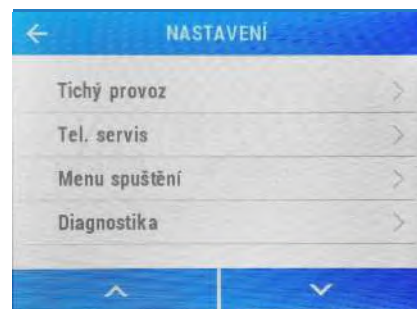 NASTAVENÍ
Tichý provoz
Tel. servis
Menu spuštění
Diagnostika